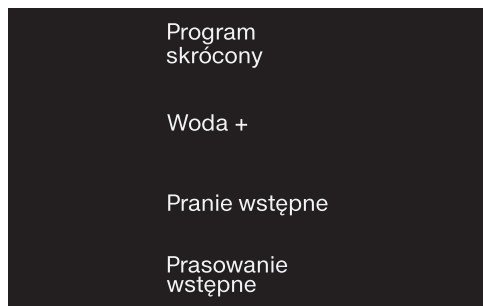 Program
skrócony
Woda +
Pranie wstępne
Prasowanie
wstępne